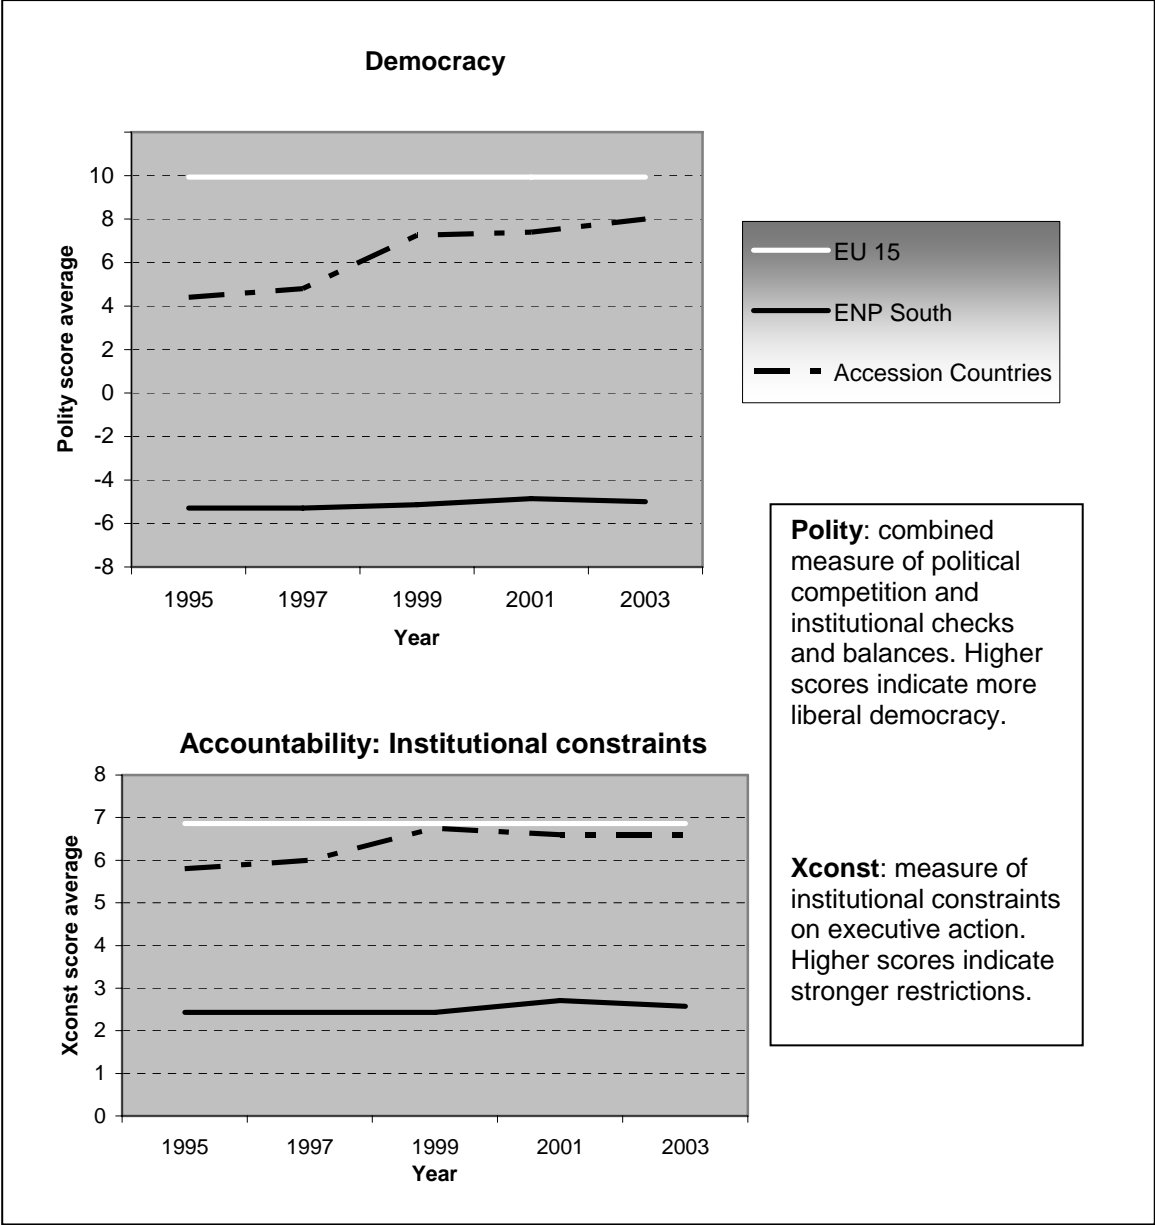 Democracy
10
8
6
4
2
0
-2
-4
-6
-8
Polity score average
1995 1997 1999 2001 2003
Year
EU 15
ENP South
Accession Countries
Polity: combined
measure of political
competition and
institutional checks
and balances. Higher
scores indicate more
liberal democracy.
Accountability: Institutional constraints
8
7
6
5
4
3
2
1
0
Xconst score average
1995 1997 1999 2001 2003
Year
Xconst: measure of
institutional constraints
on executive action.
Higher scores indicate
stronger restrictions.